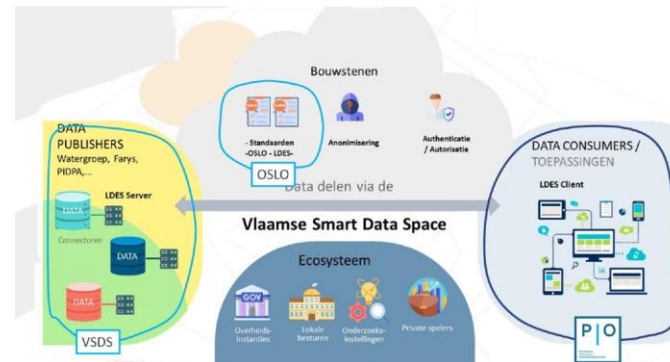 Bouwstenen
- Standaarden
-OSLO - LDES-
Anonimisering
Authenticatie
/ Autorisatie
OSLO
DATA
PUBLISHERS
Watergroep, Farys,
PIDPA,...
LDES Server
DATA
Connectoren
DATA
DATA
VSDS
Data delen via de
Vlaamse Smart Data Space
Ecosysteem
GOV
Overheids-
instanties
Lokale
besturen
Onderzoeks-
instellingen
Private spelers
DATA CONSUMERS /
TOEPASSINGEN
LDES Client
P|O